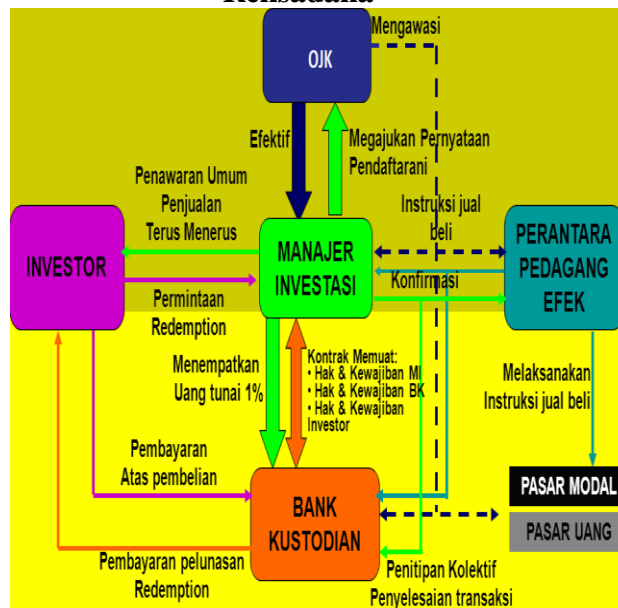 Reksadana
Mengawasi
OJK
Efektif
Megajukan Pernyataan
Pendaftarani
Penawaran Umum
Penjualan
Terus Menerus
Instruksi jual
beli
INVESTOR
MANAJER
INVESTASI
PERANTARA
PEDAGANG
EFEK
Konfirmasi
Permintaan
Redemption
Menempatkan
Uang tunai 1%
Kontrak Memuat:
• Hak & Kewajiban MI
• Hak & Kewajiban BK
• Hak & Kewajiban
Investor
Melaksanakan
Instruksi jual beli
Pembayaran
Atas pembelian
BANK
KUSTODIAN
PASAR MODAL
PASAR UANG
Pembayaran pelunasan
Redemption
Penitipan Kolektif
Penyelesaian transaksi